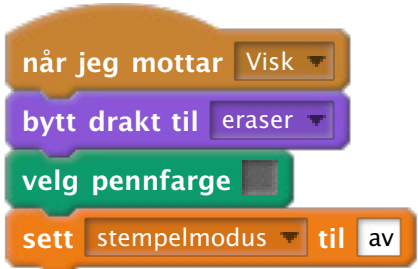 når jeg mottar Visk
bytt drakt til eraser
velg pennfarge
sett stempelmodus til av